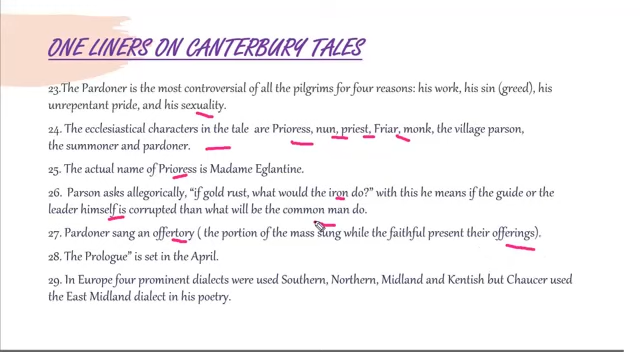 ONE LINERS ON CANTERBURY TALES
23.The Pardoner is the most controversial of all the pilgrims for four reasons: his work, his sin (greed), his
unrepentant pride, and his sexuality.
24. The ecclesiastical characters in the tale are Prioress, nun, priest, Friar, monk, the village parson,
the summoner and pardoner.
25. The actual name of Prioress is Madame Eglantine.
26. Parson asks allegorically, “if gold rust, what would the iron do?” with this he means if the guide or the
leader himself is corrupted than what will be the common man do.
27. Pardoner sang an offertory ( the portion of the mass sung while the faithful present their offerings).
28. The Prologue” is set in the April.
29. In Europe four prominent dialects were used Southern, Northern, Midland and Kentish but Chaucer used
the East Midland dialect in his poetry.